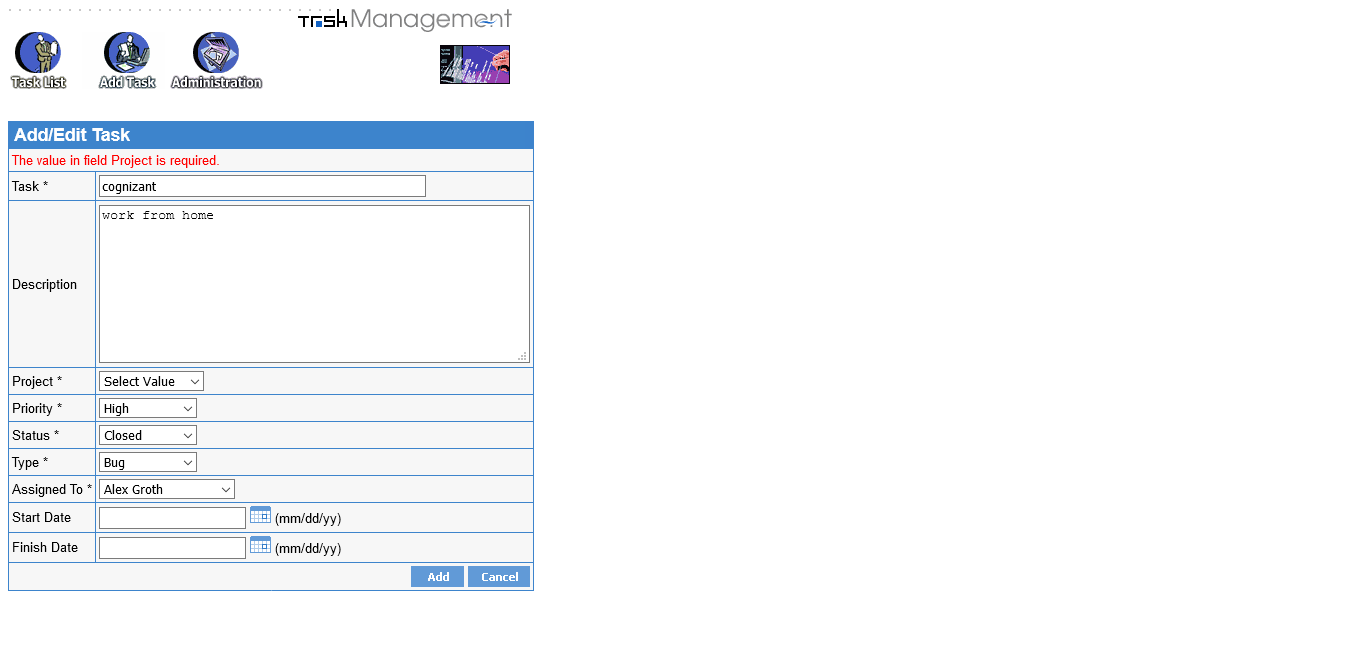 TaskManagement
Task List Add Task Administration
Add/Edit Task
The value in field Project is required.
Task * cognizant
Description work from home
Project * Select Value
Priority * High
Status * Closed
Type * Bug
Assigned To * Alex Groth
Start Date (mm/dd/yy)
Finish Date (mm/dd/yy)
Add Cancel